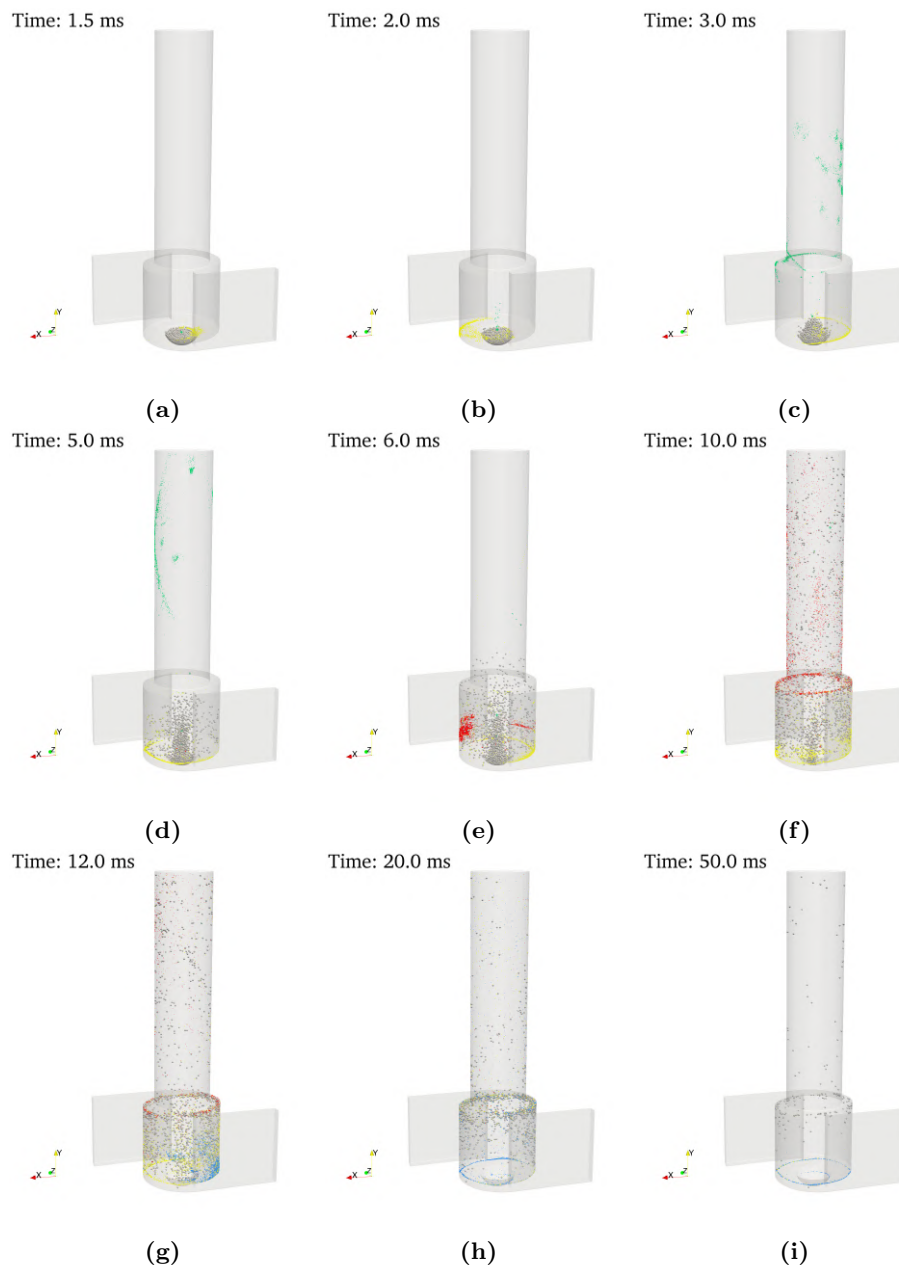 Time: 1.5 ms
Time: 2.0 ms
Time: 3.0 ms
Y
X
Z
Y
X
Z
Y
X
Z
(a)
(b)
(c)
Time: 5.0 ms
Time: 6.0 ms
Time: 10.0 ms
Y
X
Z
Y
X
Z
Y
X
Z
(d)
(e)
(f)
Time: 12.0 ms
Time: 20.0 ms
Time: 50.0 ms
Y
X
Z
Y
X
Z
Y
X
Z
(g)
(h)
(i)